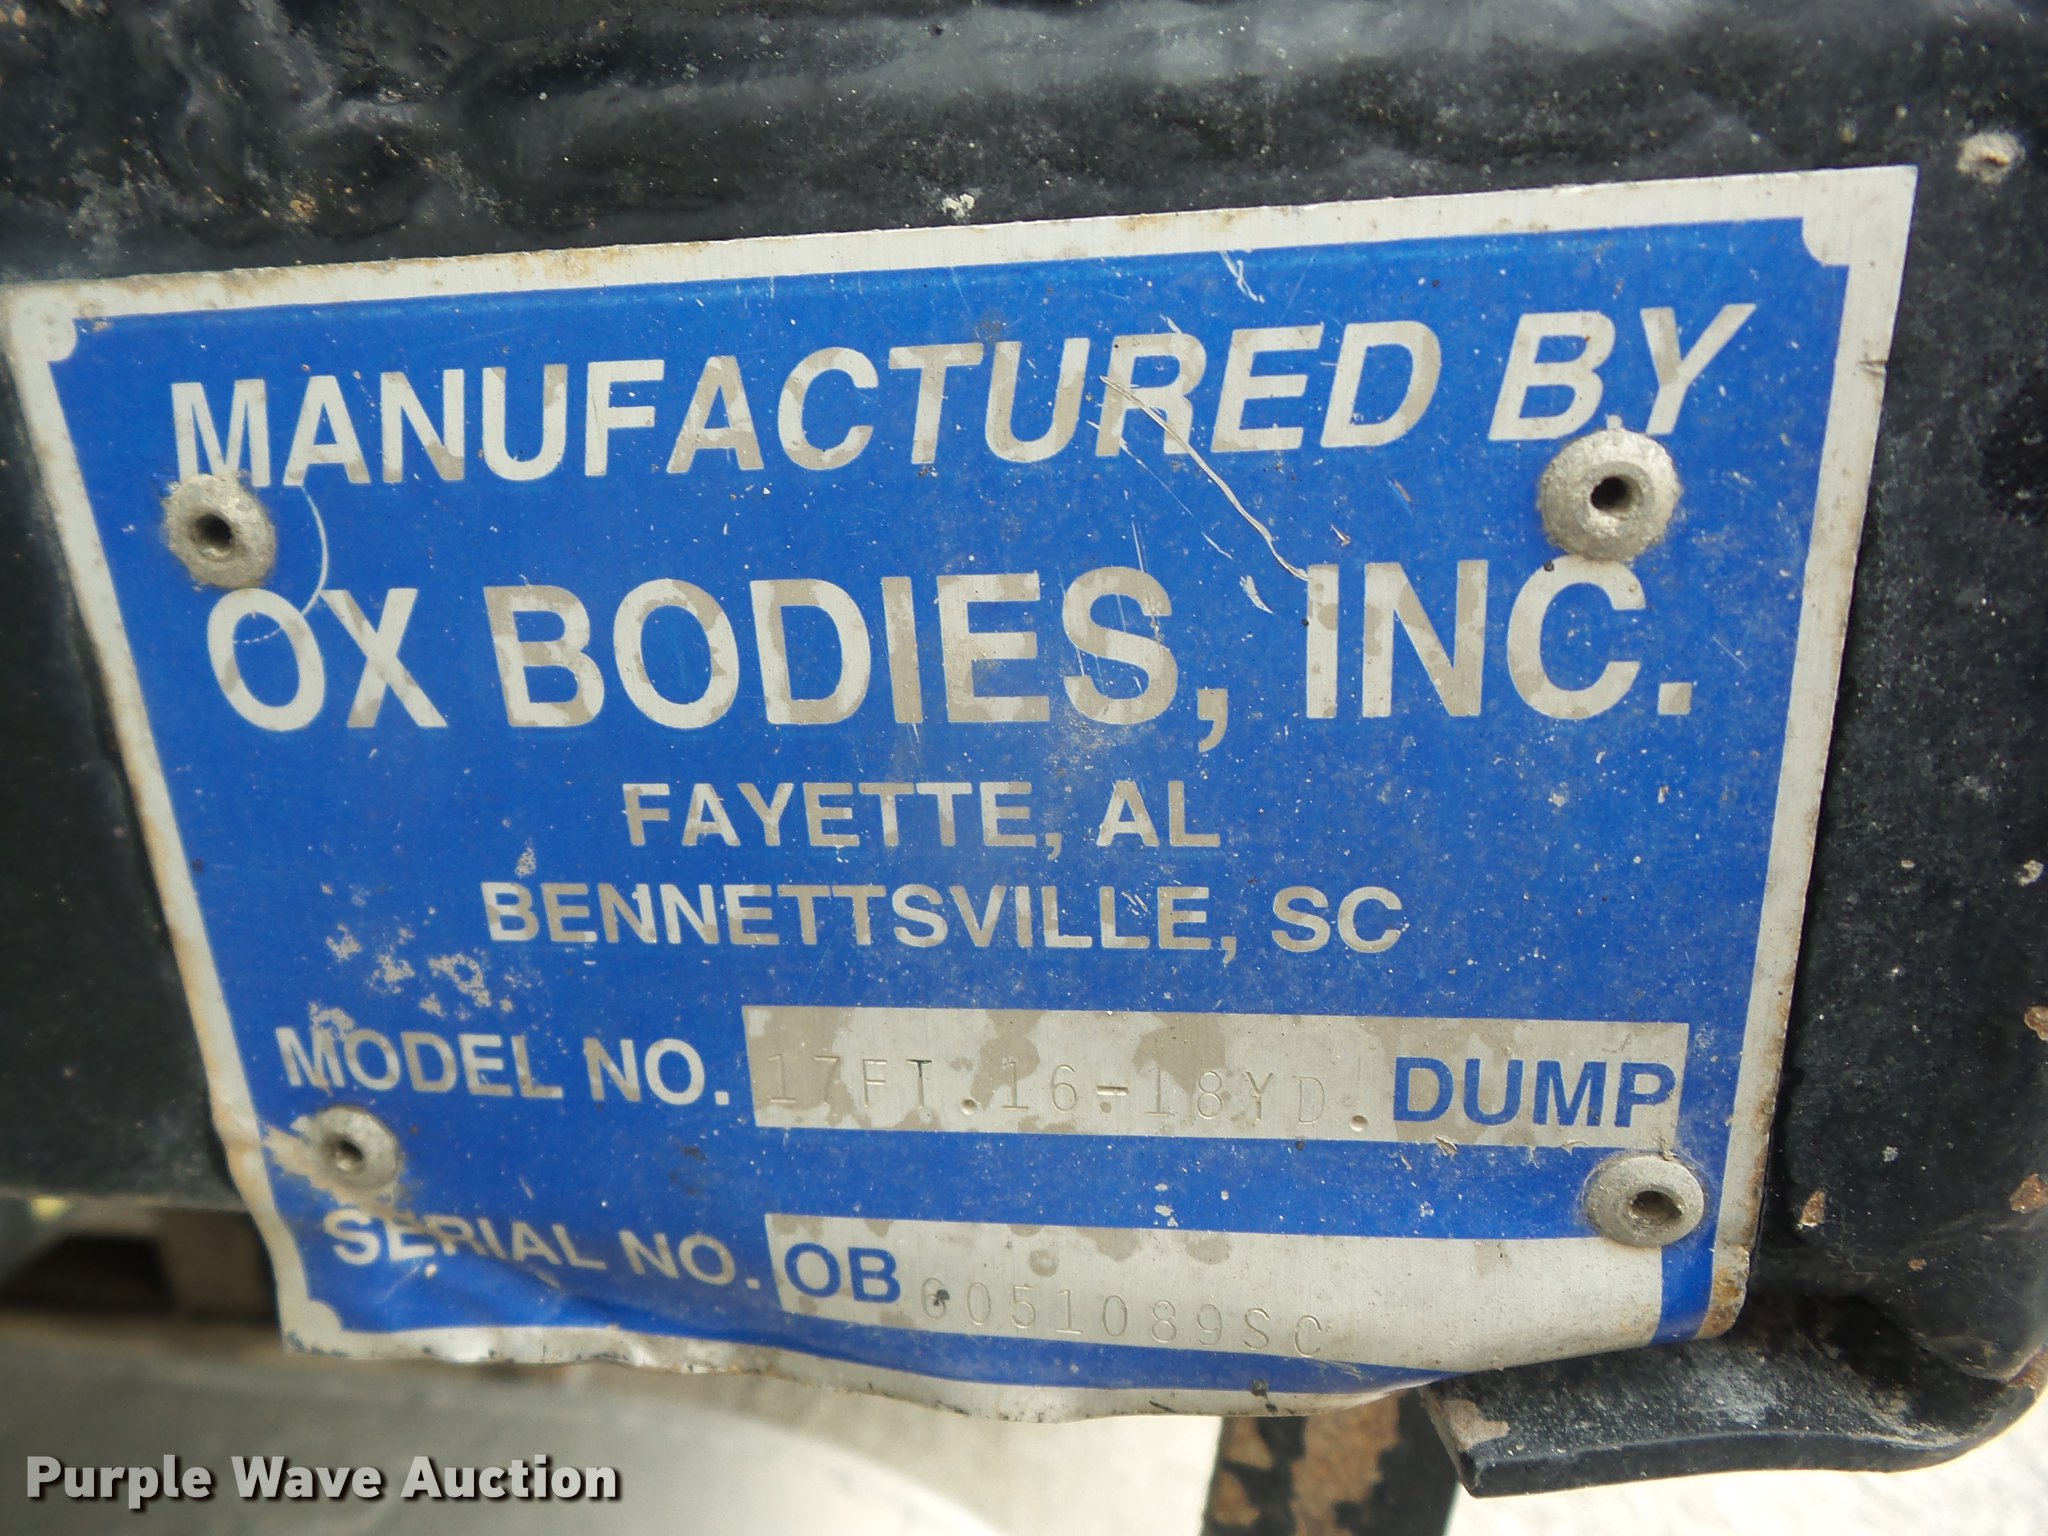 MANUFACTURED BY
OX BODIES, INC.
FAYETTE, AL
BENNETTSVILLE, SC
MODEL NO. 17FT.16-18YD. DUMP
SERIAL NO. OB 6051089SC
Purple Wave Auction